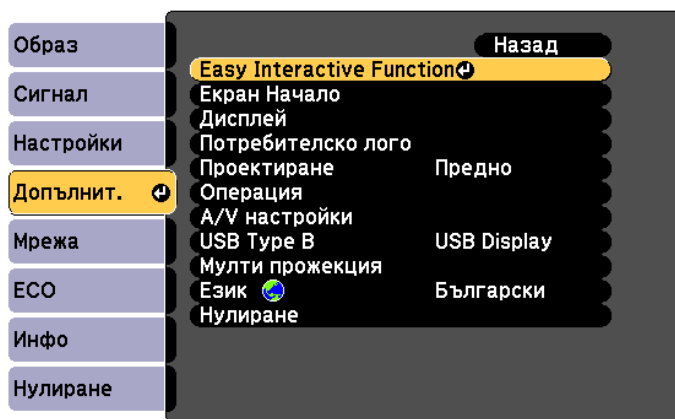 Образ
Сигнал
Настройки
Допълнит.
Мрежа
ECO
Инфо
Нулиране
Назад
Easy Interactive Function
Екран Начало
Дисплей
Потребителско лого
Проектиране Предно
Операция
A/V настройки
USB Type B USB Display
Мулти прожекция
Език Български
Нулиране